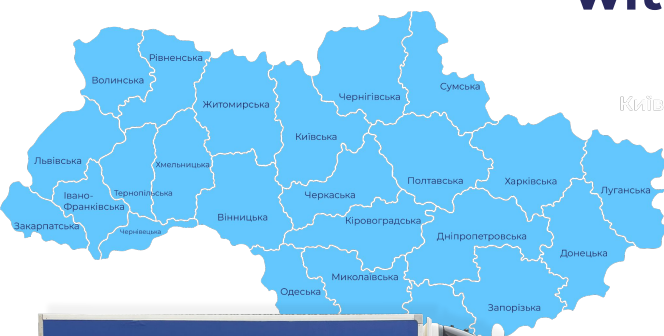 Рівненська
Волинська
Сумська
Чернігівська
Житомирська
Київ
Київська
Львівська
Хмельницька
Полтавська
Харківська
Луганська
Тернопільська
Івано-
Франківська
Черкаська
Вінницька
Кіровоградська
Закарпатська
Чернівецька
Дніпропетровська
Донецька
Миколаївська
Одеська
Запорізька